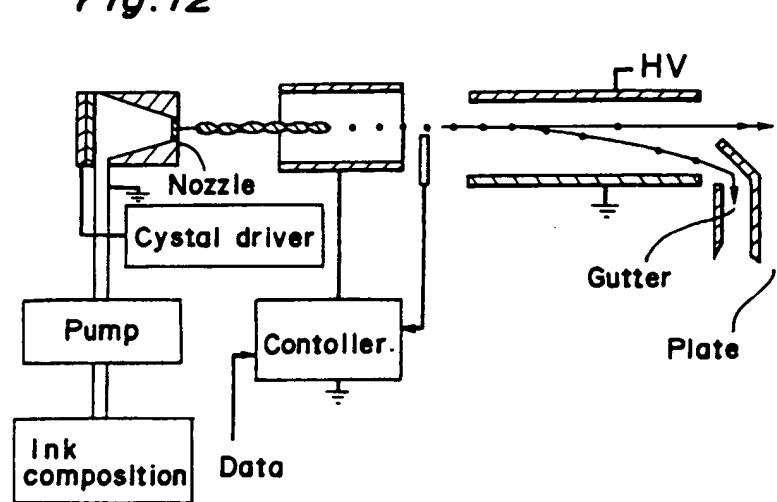 Fig. 12
HV
Nozzle
Cystal driver
Gutter
Pump
Contoller.
Plate
Ink
composition
Data